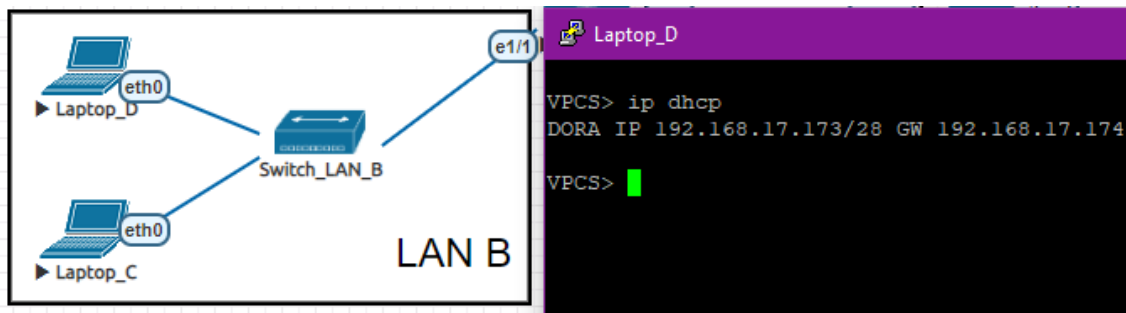 eth0
Laptop_D
e1/1
Switch_LAN_B
eth0
Laptop_C
LAN B
Laptop_D
VPCS> ip dhcp
DORA IP 192.168.17.173/28 GW 192.168.17.174
VPCS>